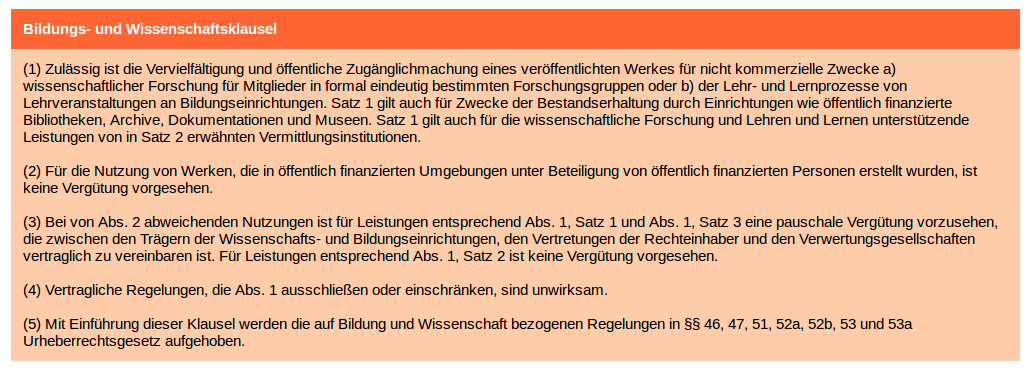 Bildungs- und Wissenschaftsklausel
(1) Zulässig ist die Vervielfältigung und öffentliche Zugänglichmachung eines veröffentlichten Werkes für nicht kommerzielle Zwecke a)
wissenschaftlicher Forschung für Mitglieder in formal eindeutig bestimmten Forschungsgruppen oder b) der Lehr- und Lernprozesse von
Lehrveranstaltungen an Bildungseinrichtungen. Satz 1 gilt auch für Zwecke der Bestandserhaltung durch Einrichtungen wie öffentlich finanzierte
Bibliotheken, Archive, Dokumentationen und Museen. Satz 1 gilt auch für die wissenschaftliche Forschung und Lehren und Lernen unterstützende
Leistungen von in Satz 2 erwähnten Vermittlungsinstitutionen.
(2) Für die Nutzung von Werken, die in öffentlich finanzierten Umgebungen unter Beteiligung von öffentlich finanzierten Personen erstellt wurden, ist
keine Vergütung vorgesehen.
(3) Bei von Abs. 2 abweichenden Nutzungen ist für Leistungen entsprechend Abs. 1, Satz 1 und Abs. 1, Satz 3 eine pauschale Vergütung vorzusehen,
die zwischen den Trägern der Wissenschafts- und Bildungseinrichtungen, den Vertretungen der Rechteinhaber und den Verwertungsgesellschaften
vertraglich zu vereinbaren ist. Für Leistungen entsprechend Abs. 1, Satz 2 ist keine Vergütung vorgesehen.
(4) Vertragliche Regelungen, die Abs. 1 ausschließen oder einschränken, sind unwirksam.
(5) Mit Einführung dieser Klausel werden die auf Bildung und Wissenschaft bezogenen Regelungen in §§ 46, 47, 51, 52a, 52b, 53 und 53a
Urheberrechtsgesetz aufgehoben.